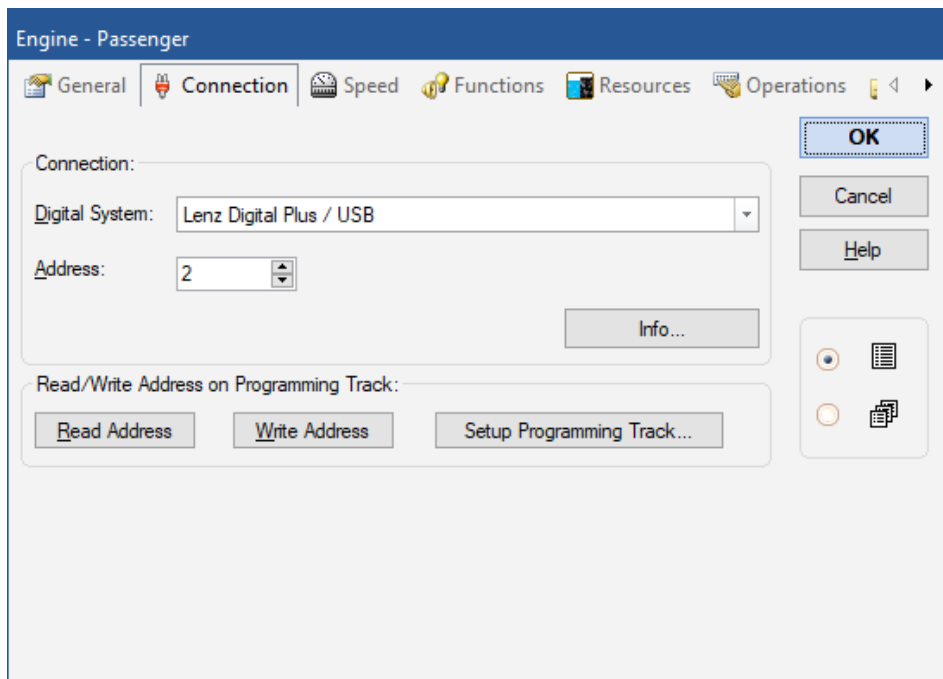 Engine - Passenger
General Connection Speed Functions Resources Operations
OK
Connection:
Cancel
Digital System: Lenz Digital Plus / USB
Help
Address: 2
Info...
Read/Write Address on Programming Track:
Read Address Write Address Setup Programming Track...